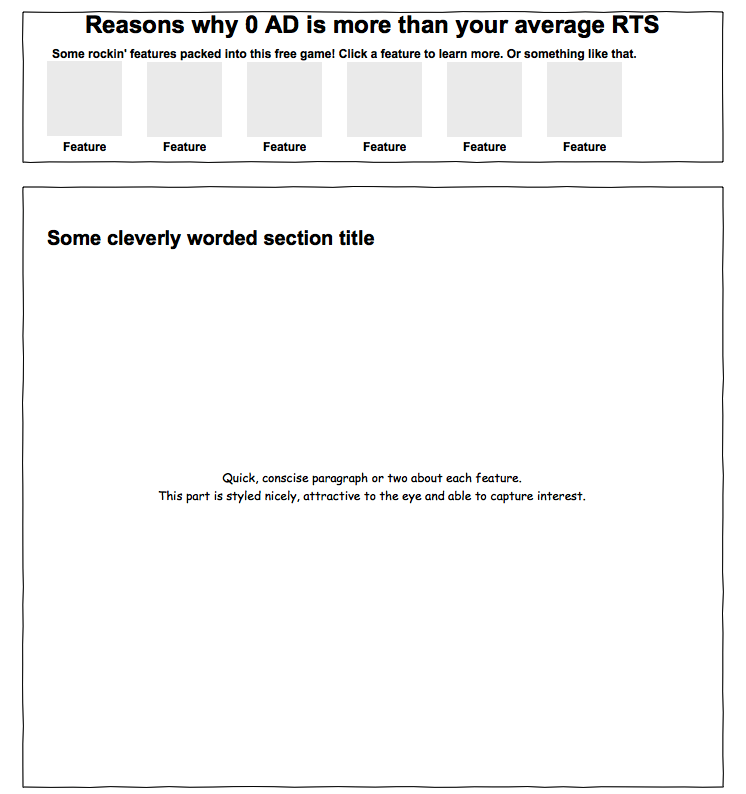 Reasons why 0 AD is more than your average RTS
Some rockin' features packed into this free game! Click a feature to learn more. Or something like that.
Feature Feature Feature Feature Feature Feature
Some cleverly worded section title
Quick, conscise paragraph or two about each feature.
This part is styled nicely, attractive to the eye and able to capture interest.